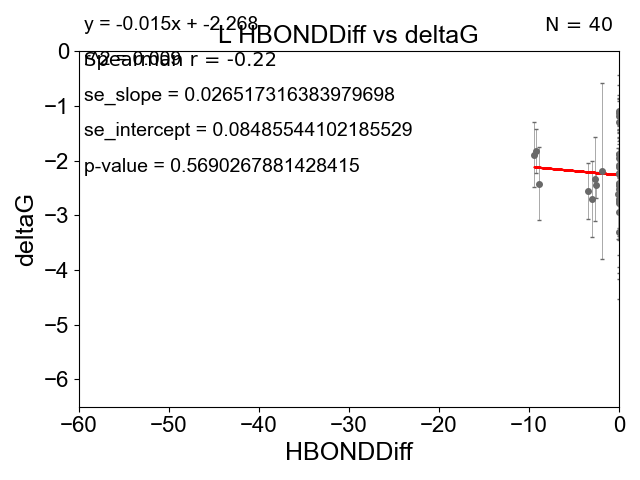 y = -0.015x + -2.268
L HBONDDiff vs deltaG
N = 40
Spearman r = -0.22
se_slope = 0.026517316383979698
se_intercept = 0.08485544102185529
p-value = 0.5690267881428415
deltaG
0
−1
−2
−3
−4
−5
−6
−60
−50
−40
−30
−20
−10
0
HBONDDiff